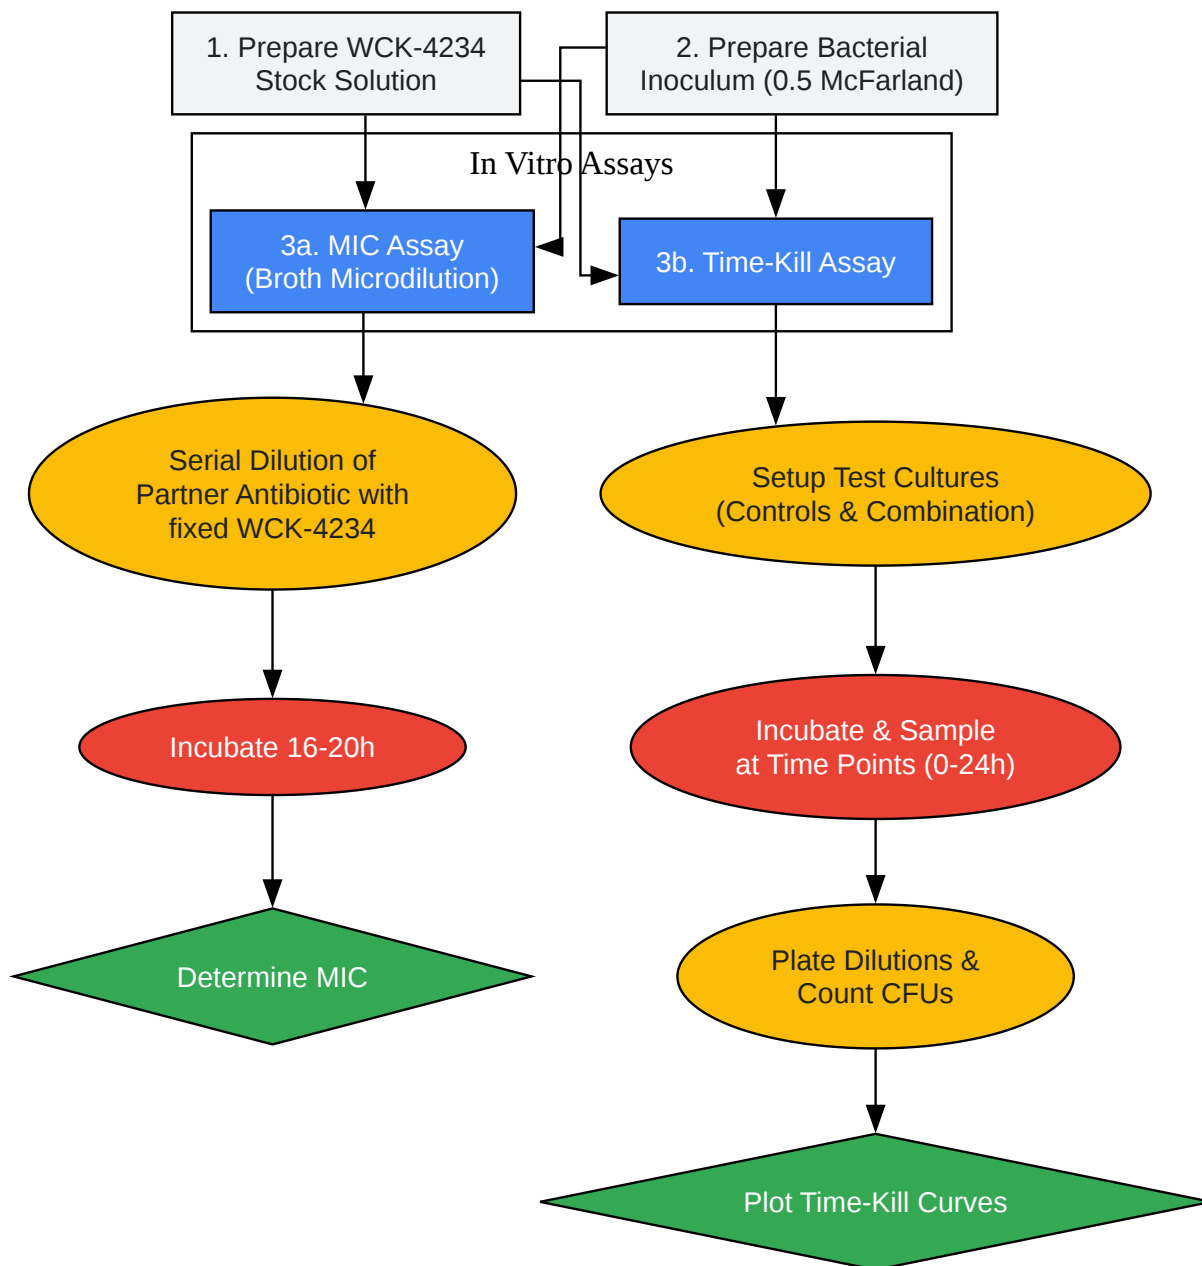 1. Prepare WCK-4234
Stock Solution
2. Prepare Bacterial
Inoculum (0.5 McFarland)
In Vitro Assays
3a. MIC Assay
(Broth Microdilution)
3b. Time-Kill Assay
Serial Dilution of
Partner Antibiotic with
fixed WCK-4234
Setup Test Cultures
(Controls & Combination)
Incubate 16-20h
Incubate & Sample
at Time Points (0-24h)
Determine MIC
Plate Dilutions &
Count CFUs
Plot Time-Kill Curves